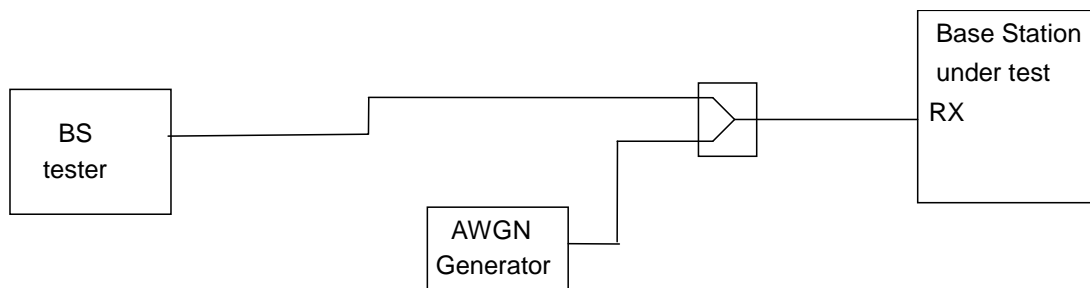 BS
tester
AWGN
Generator
Base Station
under test
RX